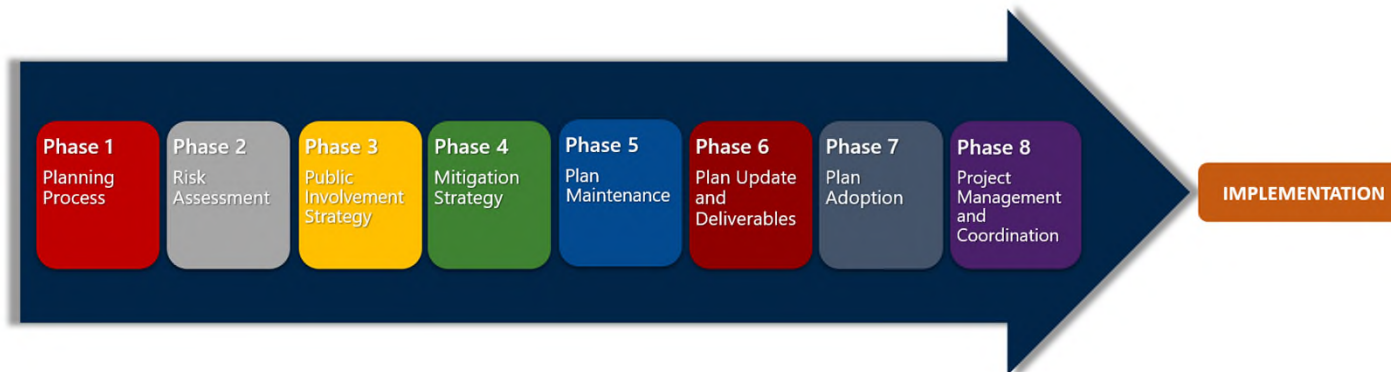 Phase 1
Planning
Process
Phase 2
Risk
Assessment
Phase 3
Public
Involvement
Strategy
Phase 4
Mitigation
Strategy
Phase 5
Plan
Maintenance
Phase 6
Plan Update
and
Deliverables
Phase 7
Plan
Adoption
Phase 8
Project
Management
and
Coordination
IMPLEMENTATION